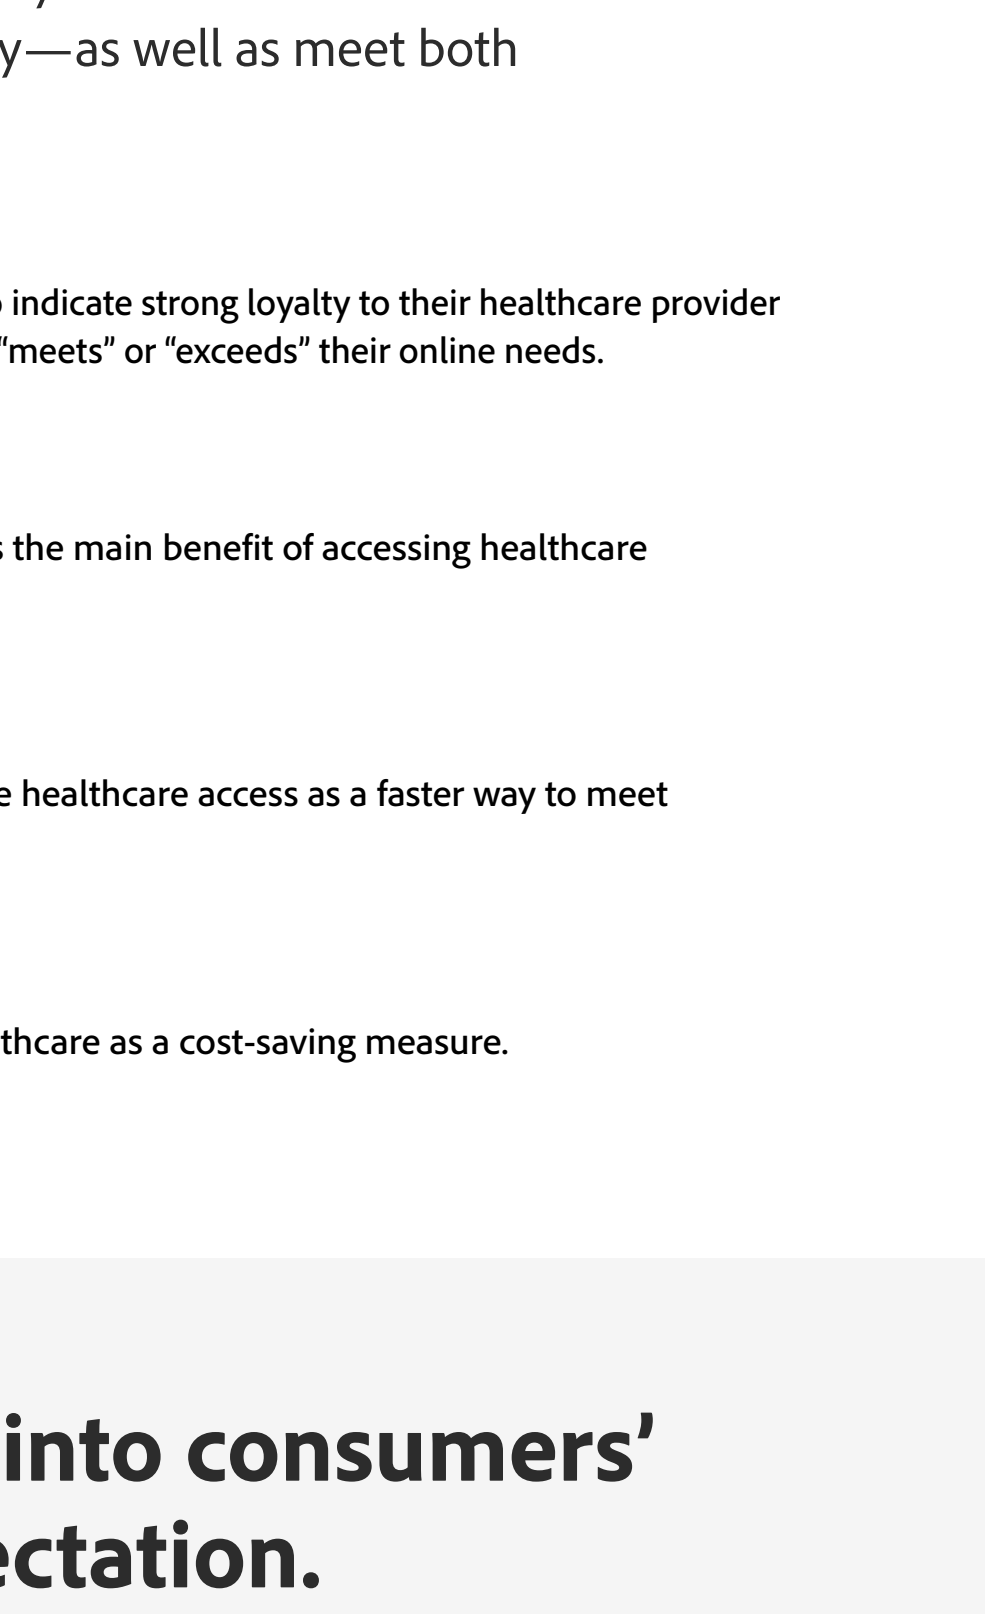 y—as well as meet both
indicate strong loyalty to their healthcare provider
“meets” or “exceeds” their online needs.
s the main benefit of accessing healthcare
e healthcare access as a faster way to meet
thcare as a cost-saving measure.
into consumers’
ectation.